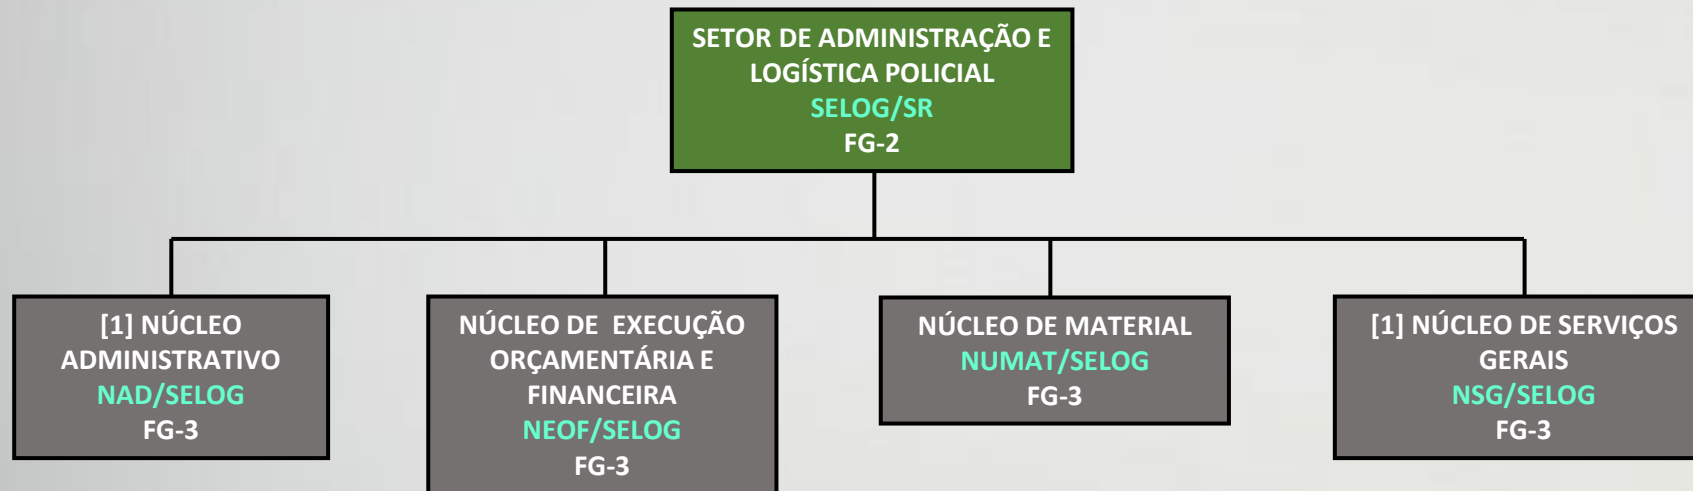 SETOR DE ADMINISTRAÇÃO E
LOGÍSTICA POLICIAL
SELOG/SR
FG-2
[1] NÚCLEO
ADMINISTRATIVO
NAD/SELOG
FG-3
NÚCLEO DE EXECUÇÃO
ORÇAMENTÁRIA E
FINANCEIRA
NEOF/SELOG
FG-3
NÚCLEO DE MATERIAL
NUMAT/SELOG
FG-3
[1] NÚCLEO DE SERVIÇOS
GERAIS
NSG/SELOG
FG-3